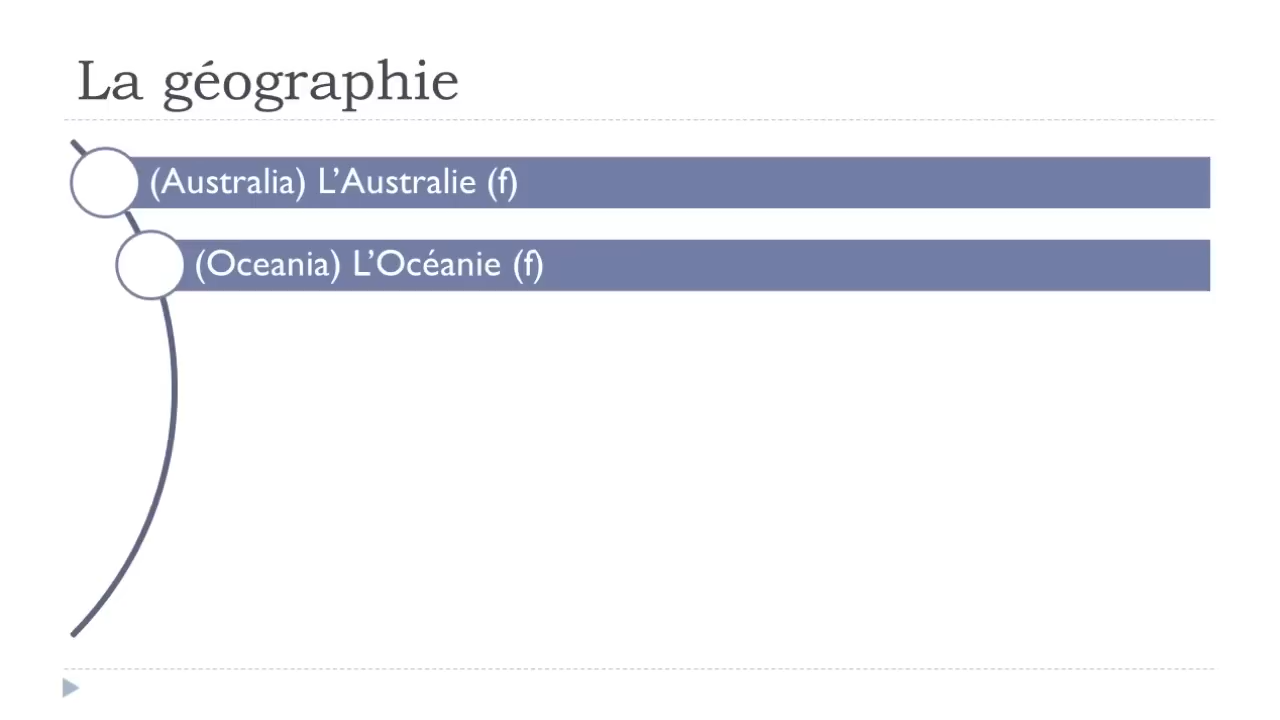 La géographie
(Australia) L’Australie (f)
(Oceania) L’Océanie (f)